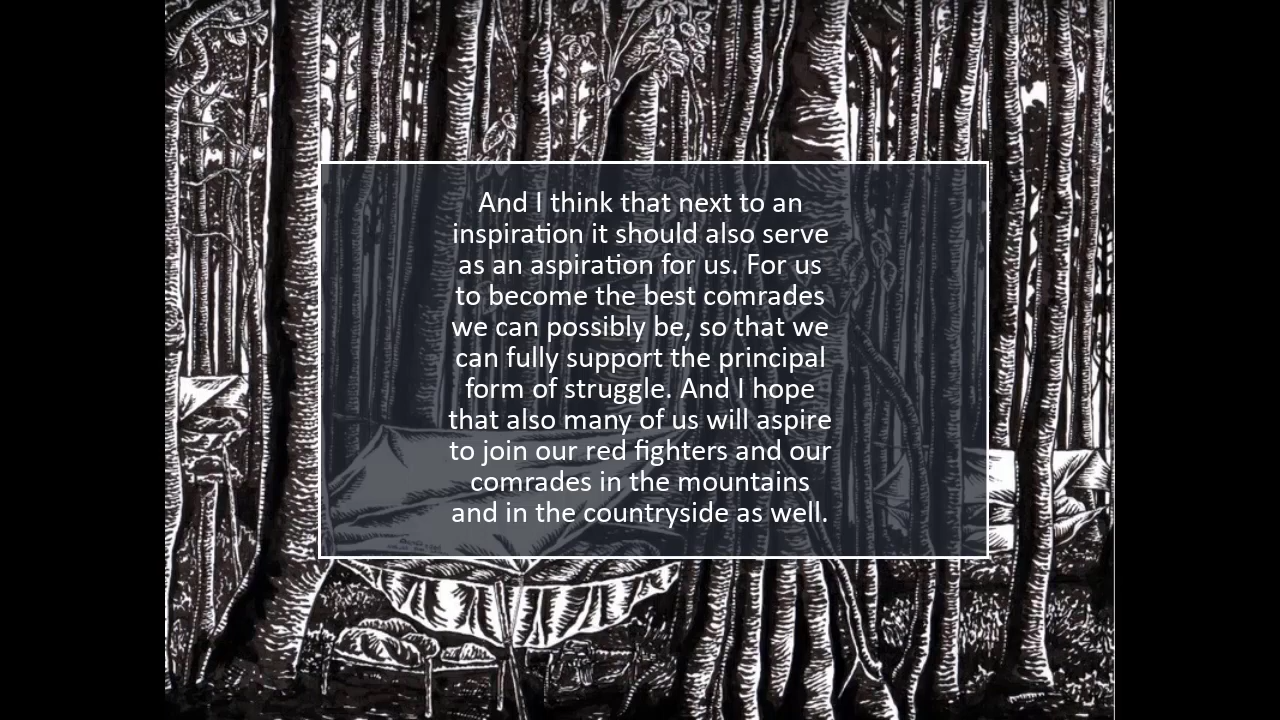 And I think that next to an
inspiration it should also serve
as an aspiration for us. For us
to become the best comrades
we can possibly be, so that we
can fully support the principal
form of struggle. And I hope
that also many of us will aspire
to join our red fighters and our
comrades in the mountains
and in the countryside as well.